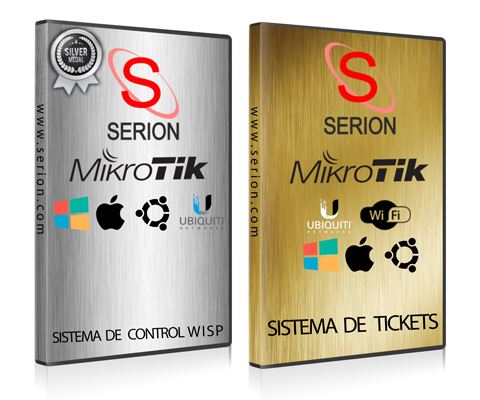 SILVER
MEDAL
S
SERION
MikroTik
UBIQUITI
NETWORKS
SISTEMA DE CONTROL WISP
www.serion.com
S
SERION
MikroTik
UBIQUITI
NETWORKS
Wi Fi
SISTEMA DE TICKETS
www.serion.com